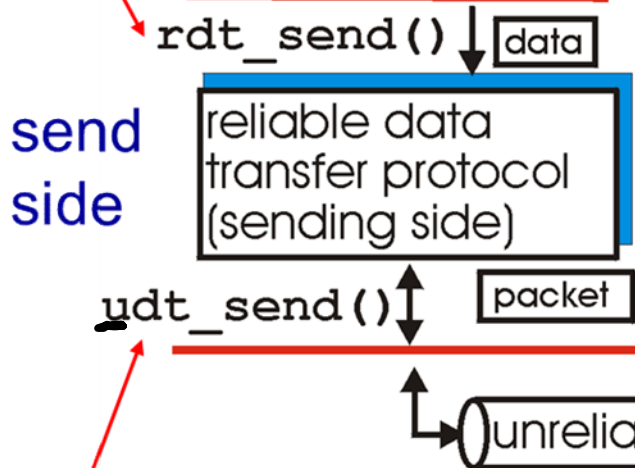 rdt_send()
data
send
side
reliable data
transfer protocol
(sending side)
udt_send()
packet
unrelia